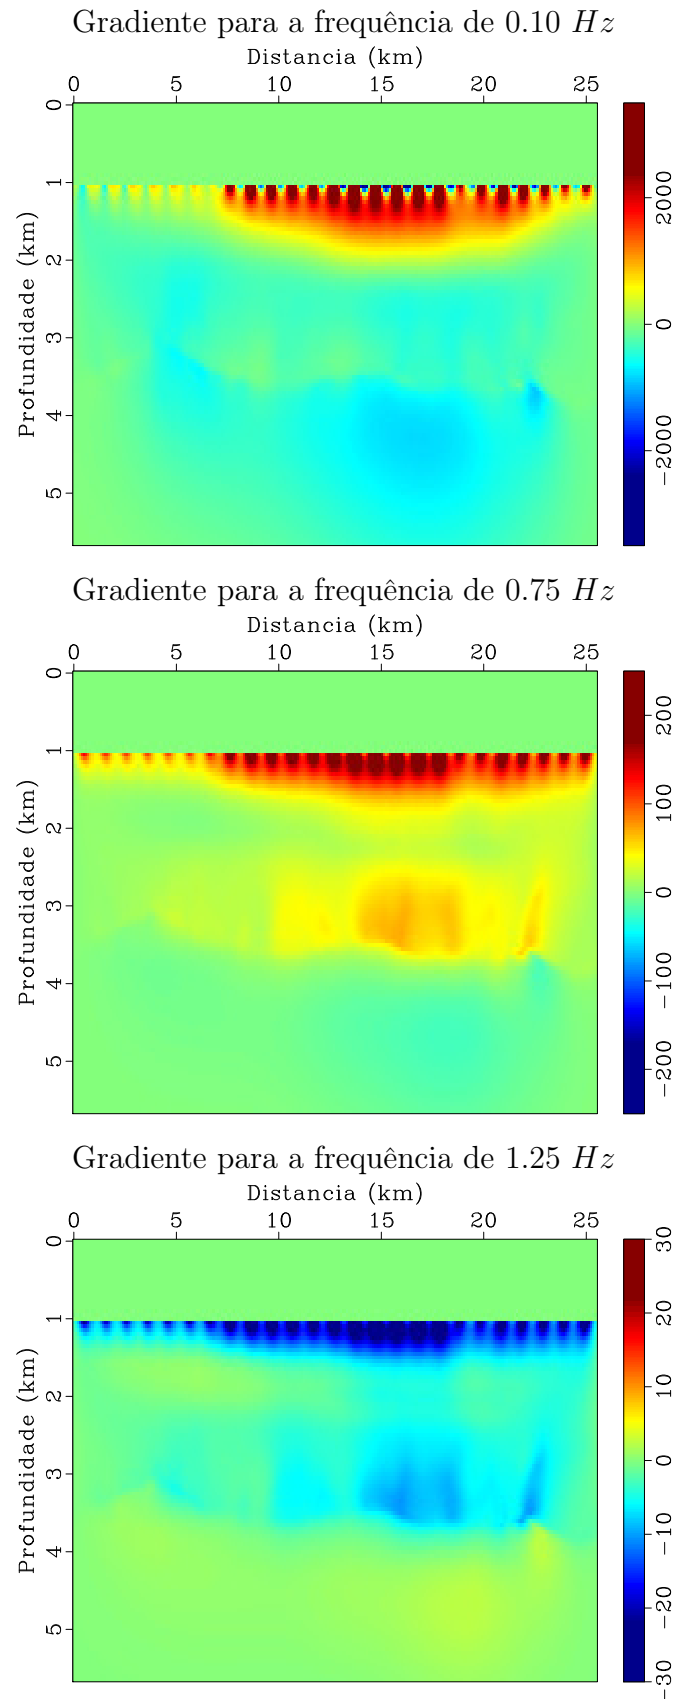 Gradiente para a frequência de 0.10 Hz
Distancia (km)
0 5 10 15 20 25
Profundidade (km)
0
1
2
3
4
5
2000
0
−2000
Gradiente para a frequência de 0.75 Hz
Distancia (km)
0 5 10 15 20 25
Profundidade (km)
0
1
2
3
4
5
200
100
0
−100
−200
Gradiente para a frequência de 1.25 Hz
Distancia (km)
0 5 10 15 20 25
Profundidade (km)
0
1
2
3
4
5
30
20
10
0
−10
−20
−30